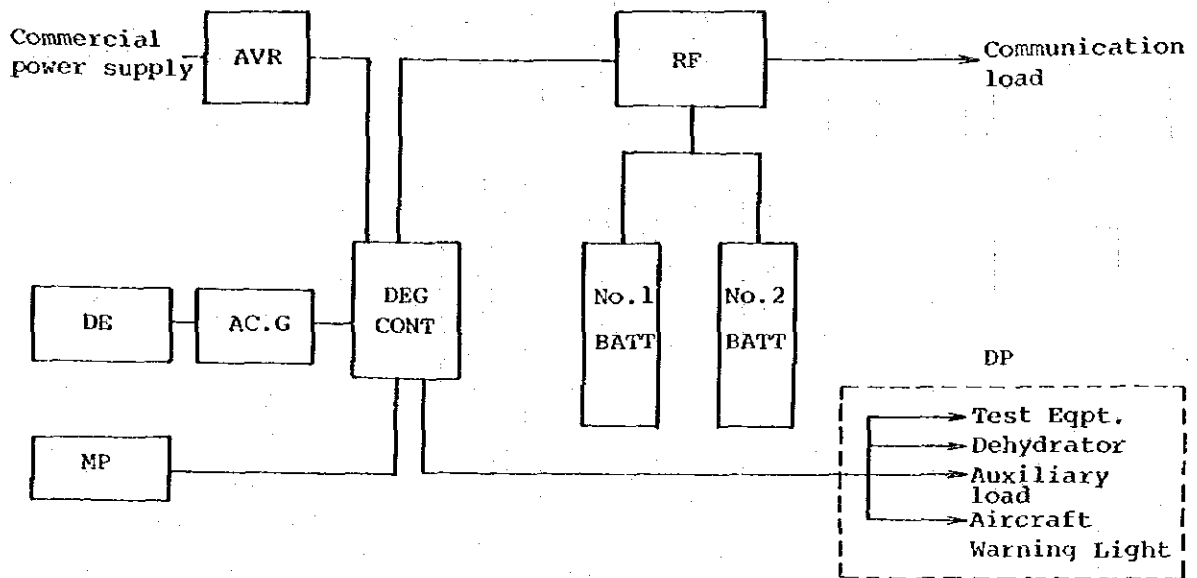 Commercial
power supply
AVR
RF
Communication
load
DE
AC.G
DEG
CONT
No.1
BATT
No.2
BATT
MP
DP
Test Eqpt.
Dehydrator
Auxiliary
load
Aircraft
Warning Light